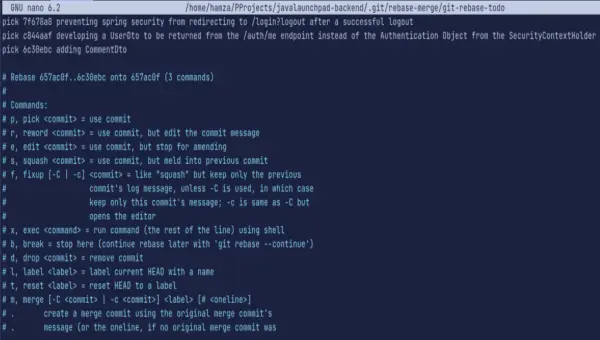 GNU nano 6.2 /home/hamza/PProjects/javalaunchpad-backend/.git/rebase-merge/git-rebase-todo
pick 7f678a8 preventing spring security from redirecting to /login?logout after a successful logout
pick c844aaf developing a UserDto to be returned from the /auth/me endpoint instead of the Authentication Object from the SecurityContextHolder
pick 6c30ebc adding CommentDto
# Rebase 657ac0f..6c30ebc onto 657ac0f (3 commands)
#
# Commands:
# p, pick <commit> = use commit
# r, reword <commit> = use commit, but edit the commit message
# e, edit <commit> = use commit, but stop for amending
# s, squash <commit> = use commit, but meld into previous commit
# f, fixup [-C | -c] <commit> = like "squash" but keep only the previous
# commit's log message, unless -C is used, in which case
# keep only this commit's message; -c is same as -C but
# opens the editor
# x, exec <command> = run command (the rest of the line) using shell
# b, break = stop here (continue rebase later with 'git rebase --continue')
# d, drop <commit> = remove commit
# l, label <label> = label current HEAD with a name
# t, reset <label> = reset HEAD to a label
# m, merge [-C <commit> | -c <commit>] <label> [# <oneline>]
# . create a merge commit using the original merge commit's
# . message (or the oneline, if no original merge commit was